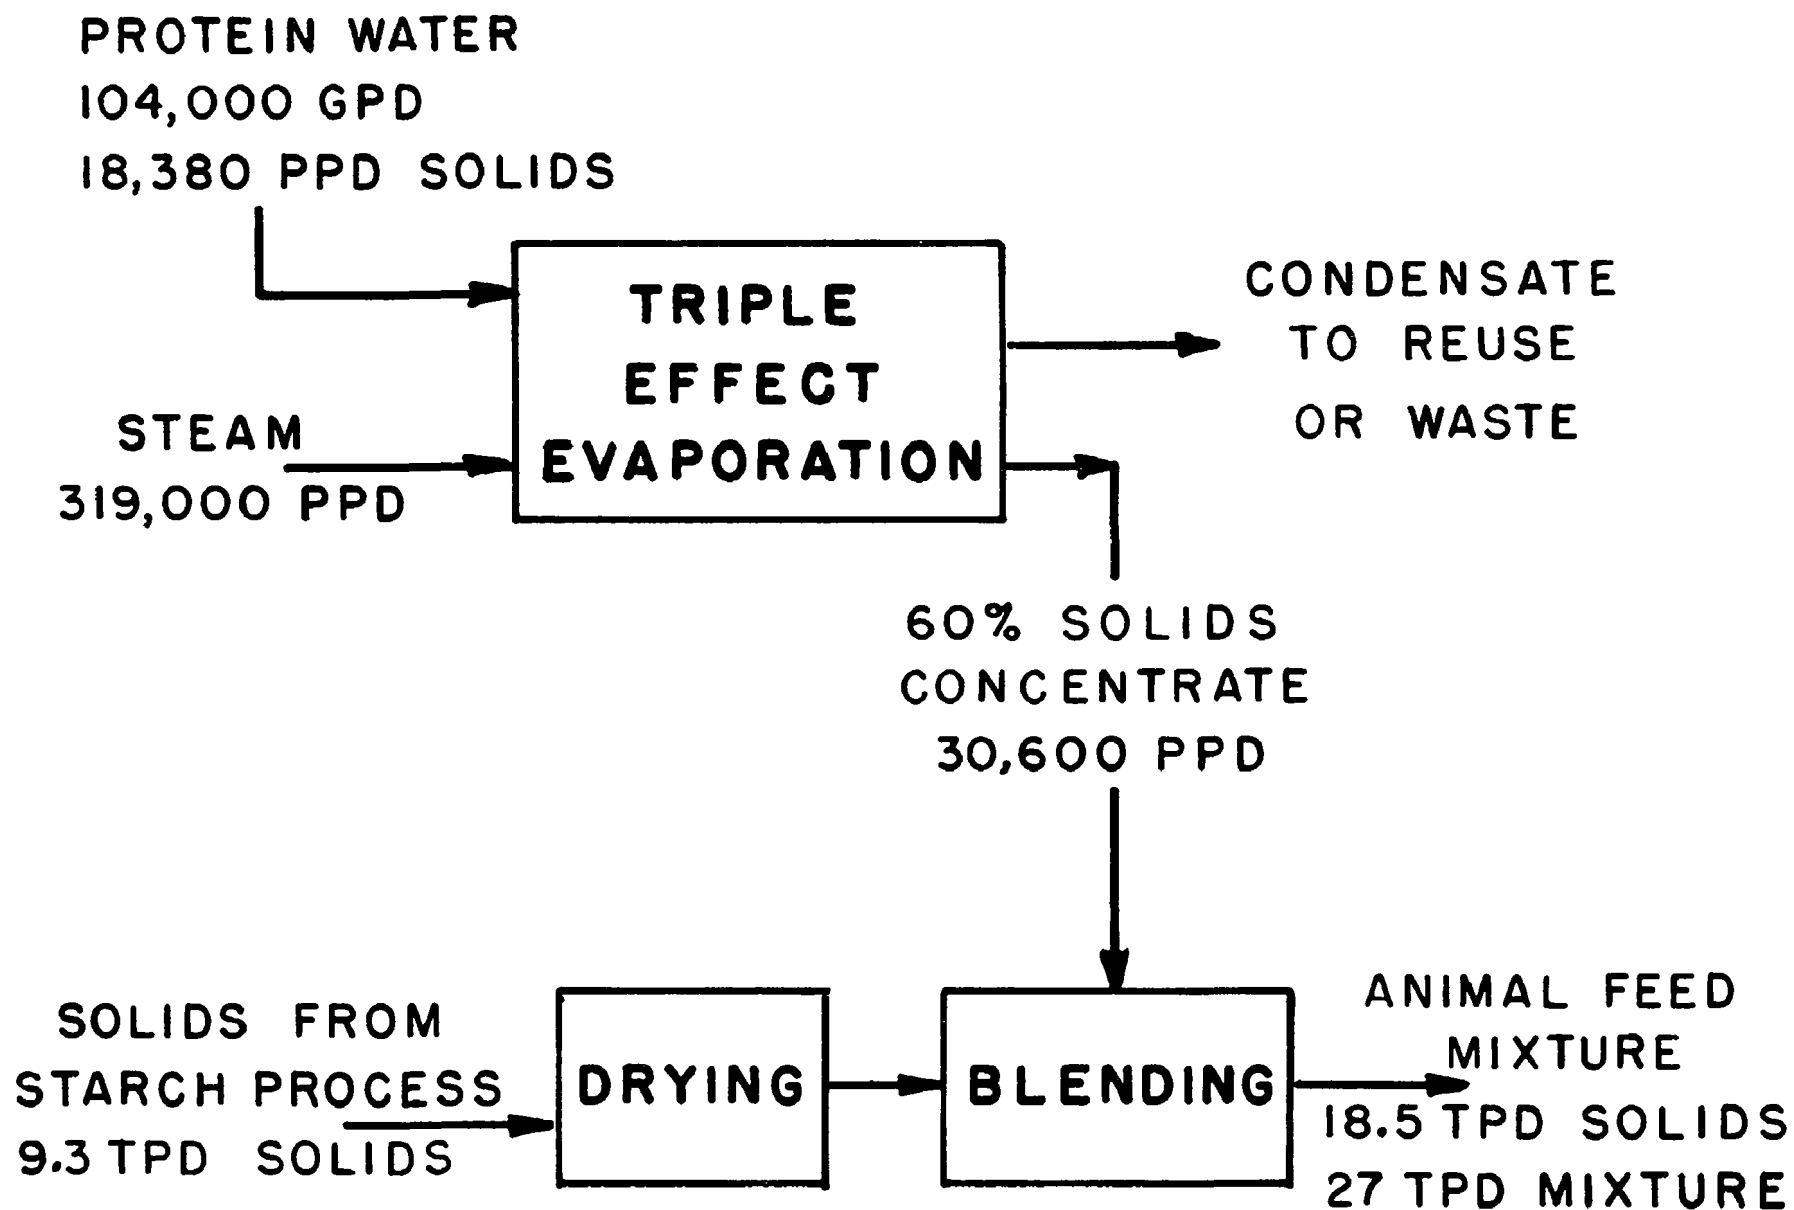 PROTEIN WATER
104,000 GPD
18,380 PPD SOLIDS
TRIPLE
EFFECT
EVAPORATION
CONDENSATE
TO REUSE
OR WASTE
STEAM
319,000 PPD
60% SOLIDS
CONCENTRATE
30,600 PPD
SOLIDS FROM
STARCH PROCESS
9.3 TPD SOLIDS
DRYING
BLENDING
ANIMAL FEED
MIXTURE
18.5 TPD SOLIDS
27 TPD MIXTURE